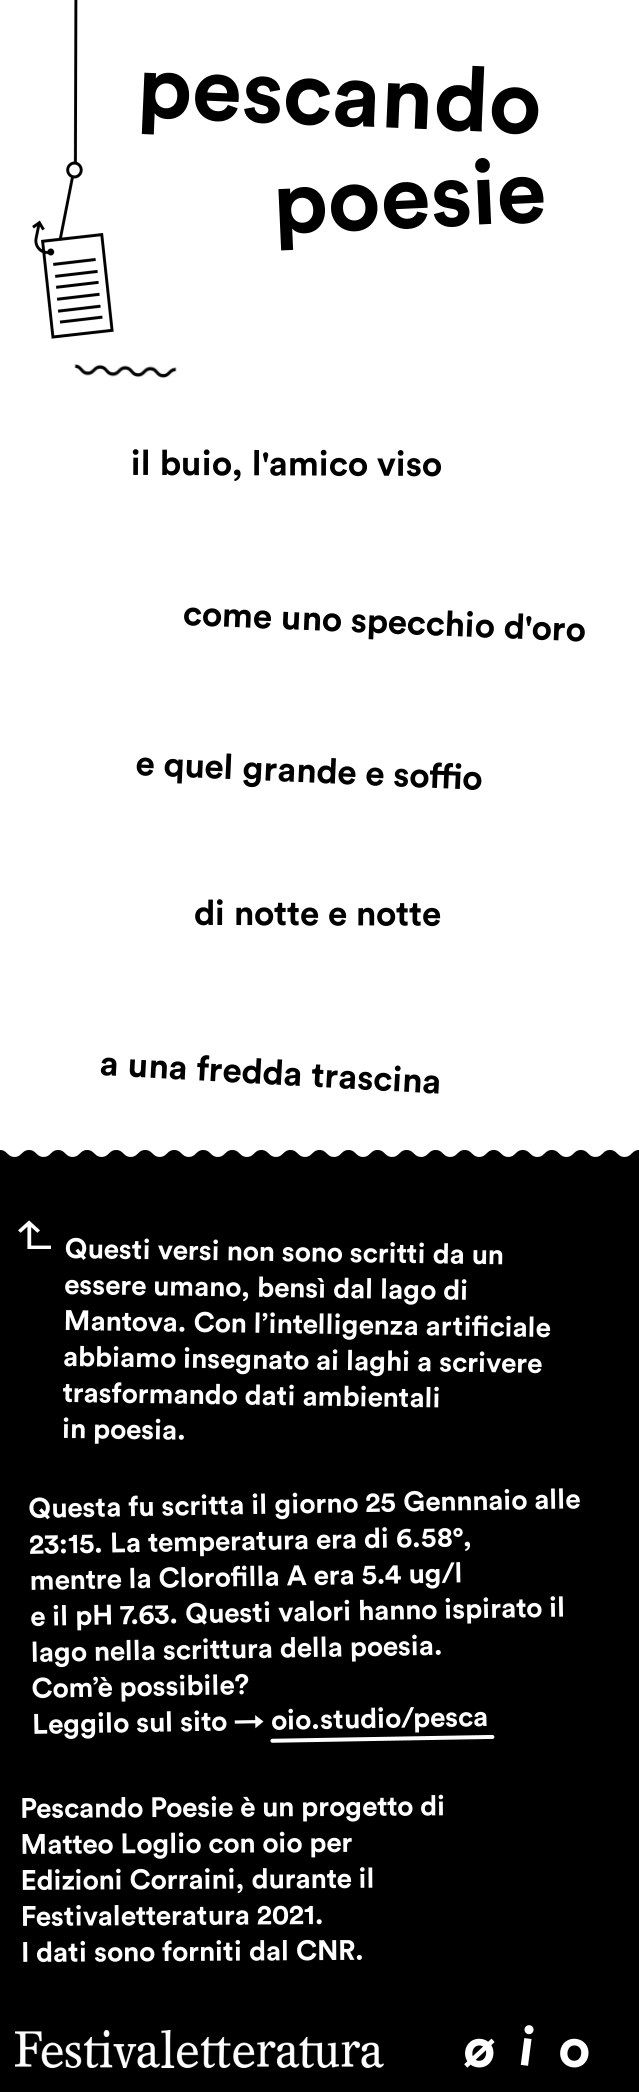 pescando
poesie
il buio, l'amico viso
come uno specchio d'oro
e quel grande e soffio
di notte e notte
a una fredda trascina
Questi versi non sono scritti da un
essere umano, bensì dal lago di
Mantova. Con l’intelligenza artificiale
abbiamo insegnato ai laghi a scrivere
trasformando dati ambientali
in poesia.
Questa fu scritta il giorno 25 Gennnaio alle
23:15. La temperatura era di 6.58°,
mentre la Clorofilla A era 5.4 ug/l
e il pH 7.63. Questi valori hanno ispirato il
lago nella scrittura della poesia.
Com’è possibile?
Leggilo sul sito → oio.studio/pesca
Pescando Poesie è un progetto di
Matteo Loglio con oio per
Edizioni Corraini, durante il
Festivaletteratura 2021.
I dati sono forniti dal CNR.
Festivaletteratura ø i o